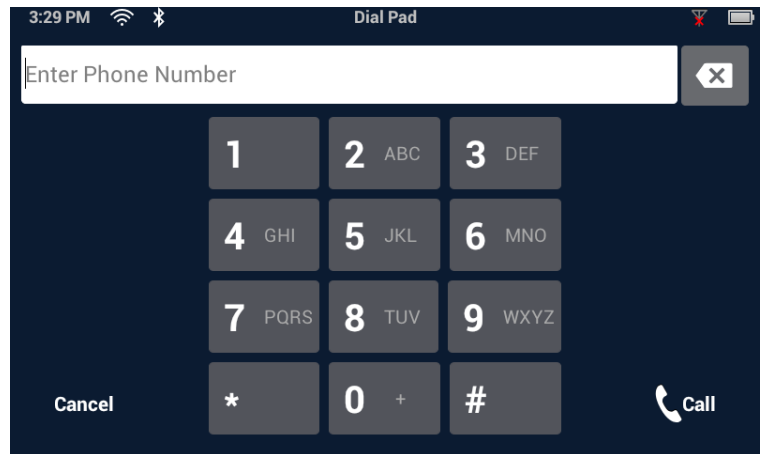 3:29 PM Dial Pad
Enter Phone Number
1 2 ABC 3 DEF
4 GHI 5 JKL 6 MNO
7 PQRS 8 TUV 9 WXYZ
Cancel * 0 + # Call